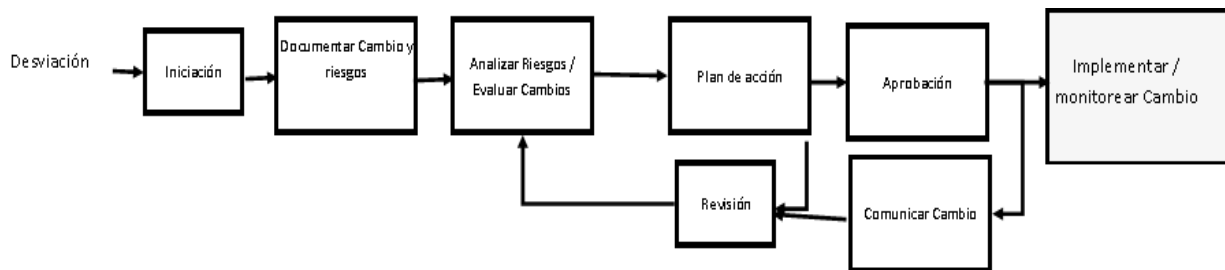 Desviación
Iniciación
Documentar Cambio y
riesgos
Analizar Riesgos /
Evaluar Cambios
Plan de acción
Aprobación
Implementar /
monitorear Cambio
Revisión
Comunicar Cambio